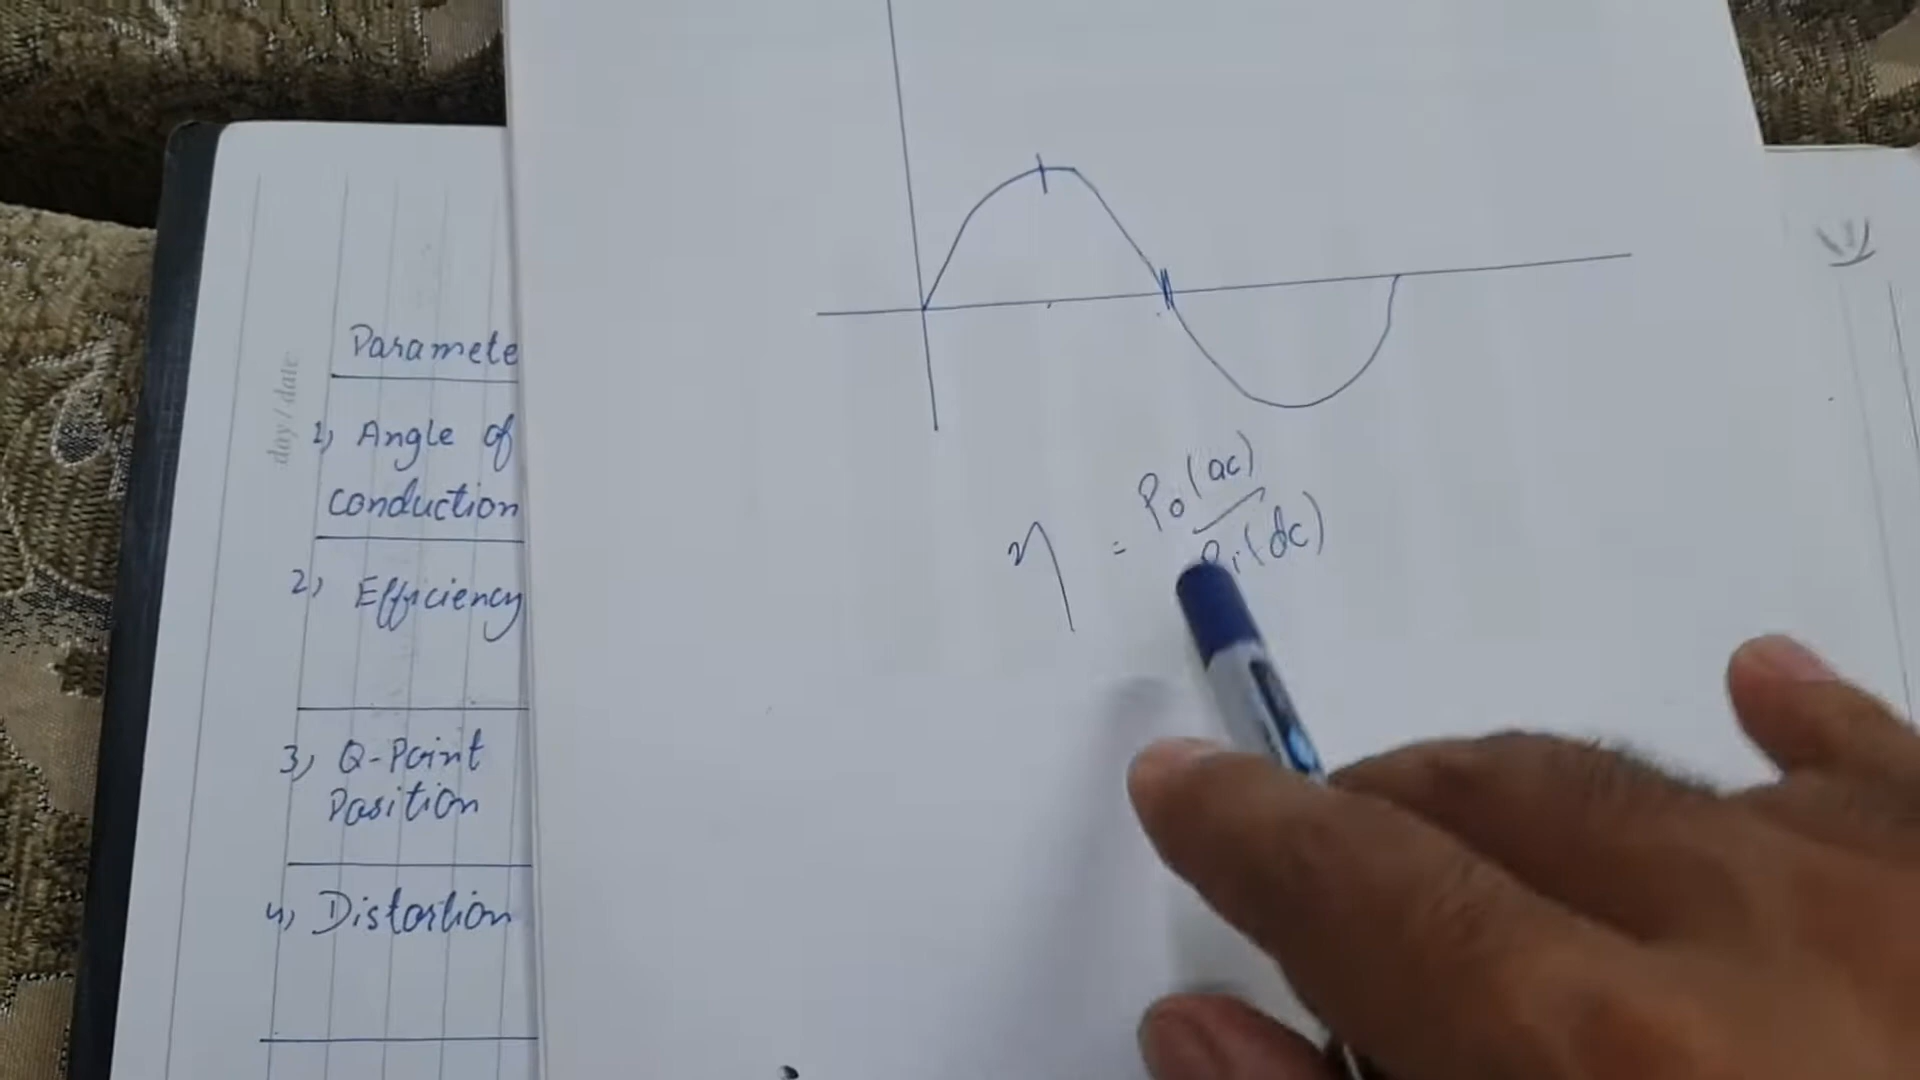 day/date
Paramete
1) Angle of
conduction
2) Efficiency
3) Q-Point
Position
4) Distortion
η = Po(ac)
Pi(dc)